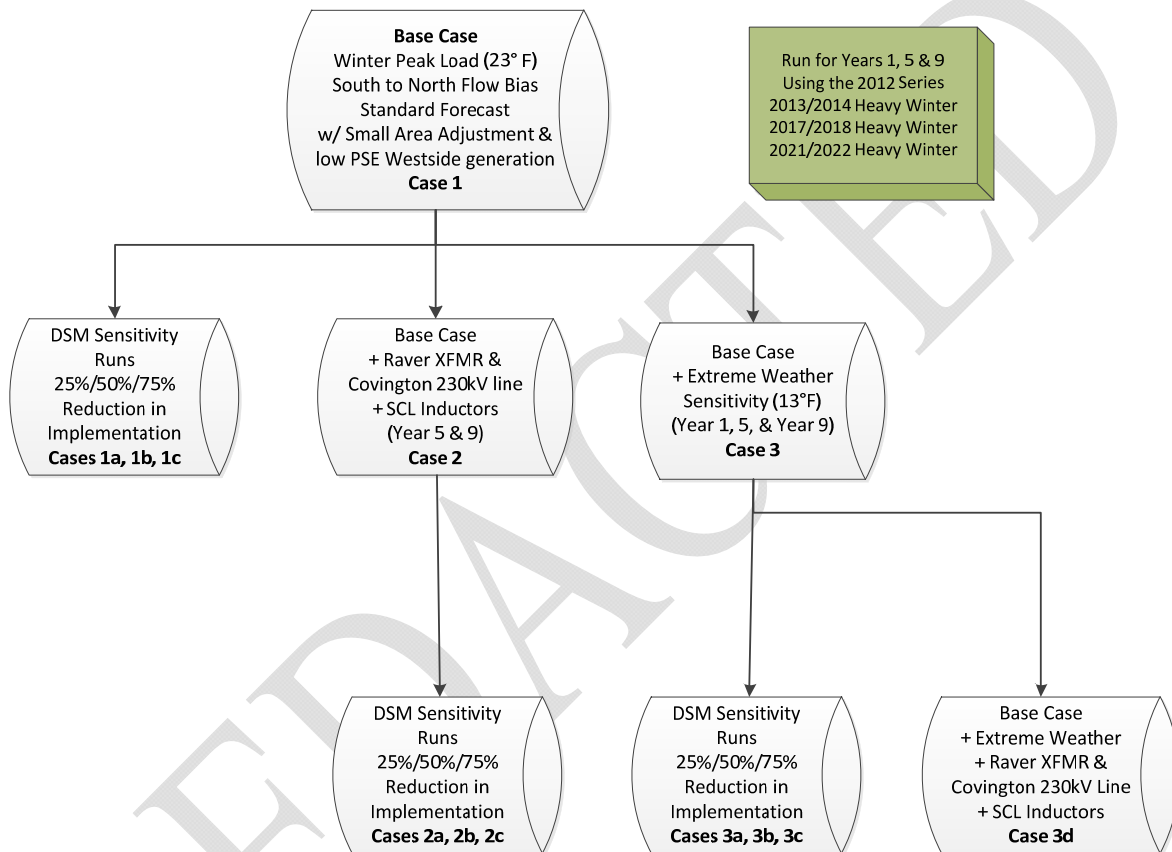 Base Case
Winter Peak Load (23° F)
South to North Flow Bias
Standard Forecast
w/ Small Area Adjustment &
low PSE Westside generation
Case 1
Run for Years 1, 5 & 9
Using the 2012 Series
2013/2014 Heavy Winter
2017/2018 Heavy Winter
2021/2022 Heavy Winter
DSM Sensitivity
Runs
25%/50%/75%
Reduction in
Implementation
Cases 1a, 1b, 1c
Base Case
+ Raver XFMR &
Covington 230kV line
+ SCL Inductors
(Year 5 & 9)
Case 2
Base Case
+ Extreme Weather
Sensitivity (13°F)
(Year 1, 5, & Year 9)
Case 3
DSM Sensitivity
Runs
25%/50%/75%
Reduction in
Implementation
Cases 2a, 2b, 2c
DSM Sensitivity
Runs
25%/50%/75%
Reduction in
Implementation
Cases 3a, 3b, 3c
Base Case
+ Extreme Weather
+ Raver XFMR &
Covington 230kV Line
+ SCL Inductors
Case 3d
EDACTED